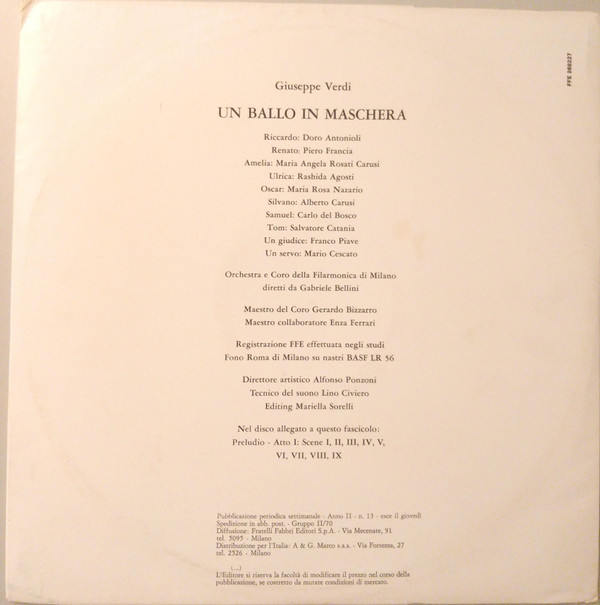 FFE 988227
Giuseppe Verdi
UN BALLO IN MASCHERA
Riccardo: Doro Antonioli
Renato: Piero Francia
Amelia: Maria Angela Rosati Carusi
Ulrica: Rashida Agosti
Oscar: Maria Rosa Nazario
Silvano: Alberto Carusi
Samuel: Carlo del Bosco
Tom: Salvatore Catania
Un giudice: Franco Piave
Un servo: Mario Cescato
Orchestra e Coro della Filarmonica di Milano
diretti da Gabriele Bellini
Maestro del Coro Gerardo Bizzarro
Maestro collaboratore Enza Ferrari
Registrazione FFE effettuata negli studi
Fono Roma di Milano su nastri BASF LR 56
Direttore artistico Alfonso Ponzoni
Tecnico del suono Lino Civiero
Editing Mariella Sorelli
Nel disco allegato a questo fascicolo:
Preludio - Atto I: Scene I, II, III, IV, V,
VI, VII, VIII, IX
Pubblicazione periodica settimanale - Anno II - n. 13 - esce il giovedì
Spedizione in abb. post. - Gruppo II/70
Diffusione: Fratelli Fabbri Editori S.p.A. - Via Mecenate, 91
tel. 5095 - Milano
Distribuzione per l'Italia: A & G. Marco s.a.s. - Via Fortezza, 27
tel. 2526 - Milano
(...)
L'Editore si riserva la facoltà di modificare il prezzo nel corso della
pubblicazione, se costretto da mutate condizioni di mercato.